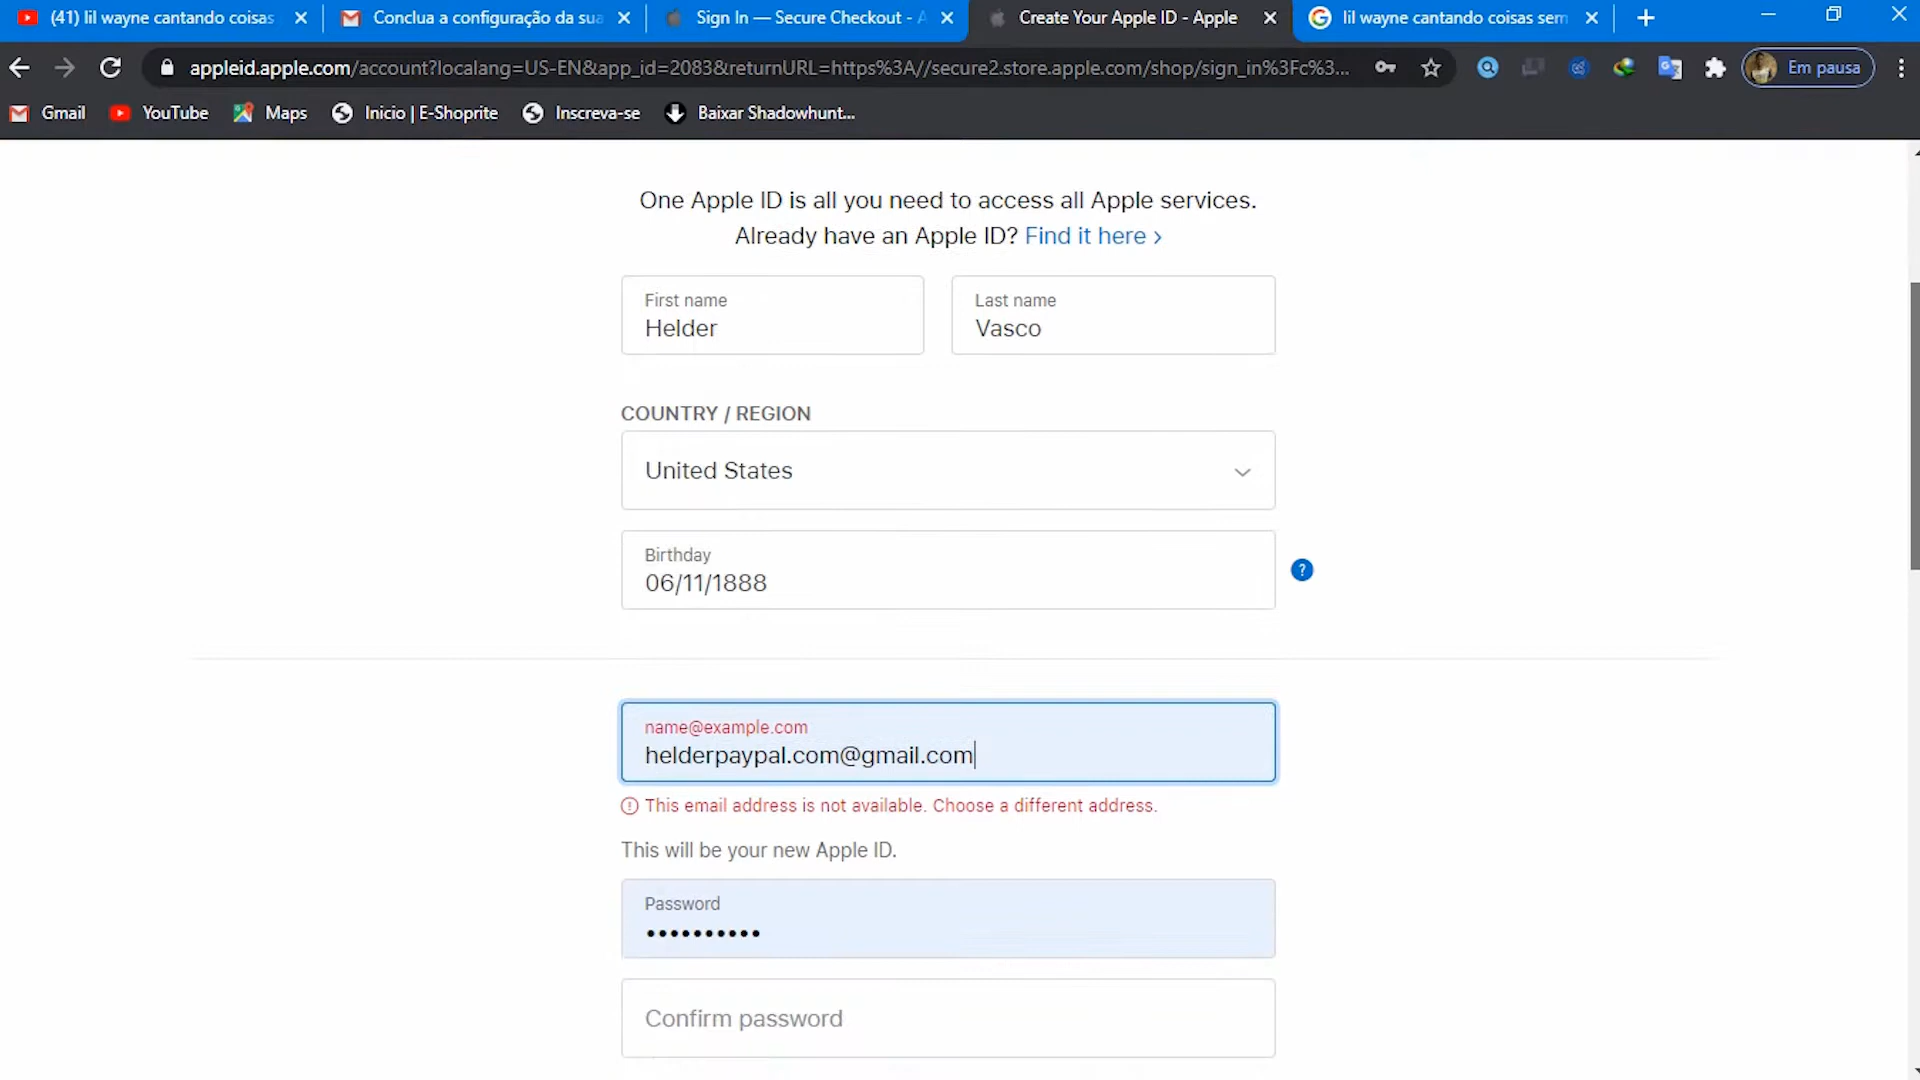 (41) lil wayne cantando coisas
Conclua a configuração da sua
Sign In — Secure Checkout - A
Create Your Apple ID - Apple
lil wayne cantando coisas sem
appleid.apple.com/account?localang=US-EN&app_id=2083&returnURL=https%3A//secure2.store.apple.com/shop/sign_in%3Fc%3...
Em pausa
Gmail
YouTube
Maps
Inicio | E-Shoprite
Inscreva-se
Baixar Shadowhunt...
One Apple ID is all you need to access all Apple services.
Already have an Apple ID? Find it here >
First name
Helder
Last name
Vasco
COUNTRY / REGION
United States
Birthday
06/11/1888
?
name@example.com
helderpaypal.com@gmail.com
This email address is not available. Choose a different address.
This will be your new Apple ID.
Password
••••••••••
Confirm password